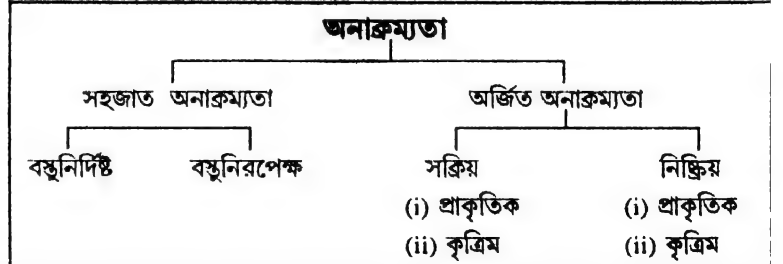 অনাক্রম্যতা
সহজাত অনাক্রম্যতা অর্জিত অনাক্রম্যতা
বস্তুনির্দিষ্ট বস্তুনিরপেক্ষ সক্রিয় নিষ্ক্রিয়
(i) প্রাকৃতিক (i) প্রাকৃতিক
(ii) কৃত্রিম (ii) কৃত্রিম